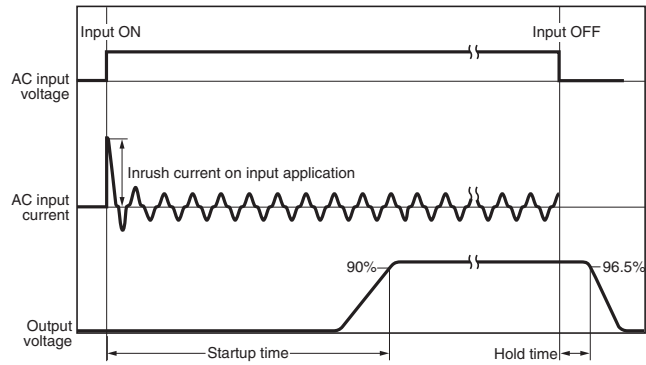 Input ON
Input OFF
AC input
voltage
Inrush current on input application
AC input
current
90%
96.5%
Output
voltage
Startup time
Hold time